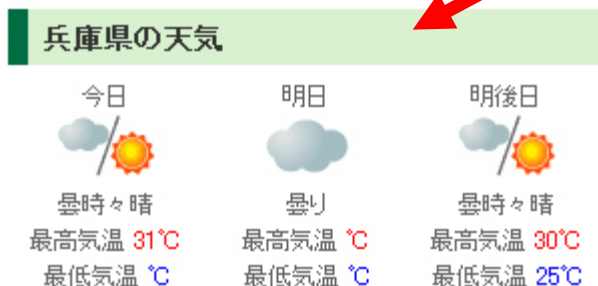 兵庫県の天気
今日 明日 明後日
曇時々晴 曇り 曇時々晴
最高気温 31℃ 最高気温 ℃ 最高気温 30℃
最低気温 ℃ 最低気温 ℃ 最低気温 25℃